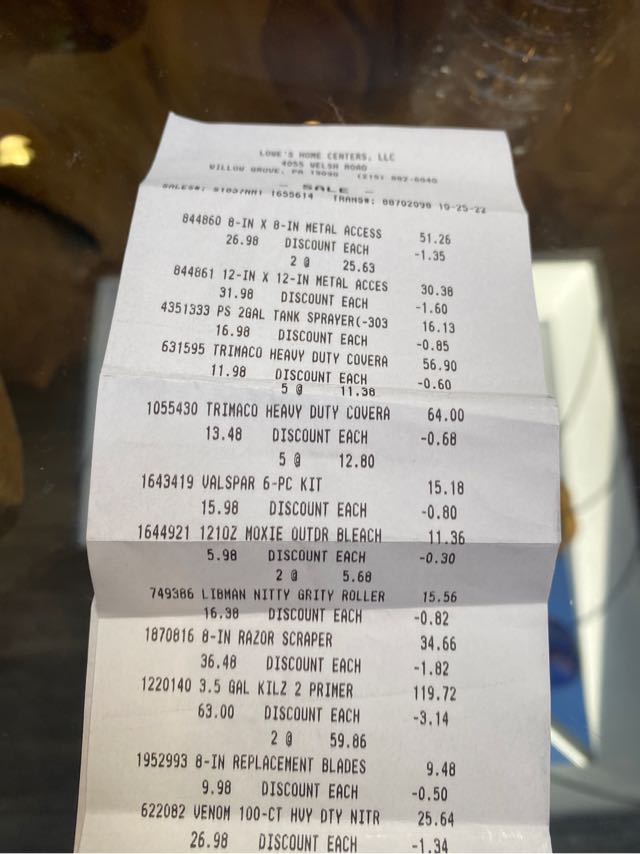 LOWE'S HOME CENTERS, LLC
4055 WELSH ROAD
WILLOW GROVE, PA 19090 (215)
- SALE -
SALES#: 1655614 TRANS#: 88702098 10-25-22
844860 8-IN X 8-IN METAL ACCESS 51.26
26.98 DISCOUNT EACH -1.35
2 @ 25.63
844861 12-IN X 12-IN METAL ACCES 30.38
31.98 DISCOUNT EACH -1.60
4351333 PS 2GAL TANK SPRAYER(-303 16.13
16.98 DISCOUNT EACH -0.85
631595 TRIMACO HEAVY DUTY COVERA 56.90
11.98 DISCOUNT EACH -0.60
5 @ 11.38
1055430 TRIMACO HEAVY DUTY COVERA 64.00
13.48 DISCOUNT EACH -0.68
5 @ 12.80
1643419 VALSPAR 6-PC KIT 15.18
15.98 DISCOUNT EACH -0.80
1644921 121OZ MOXIE OUTDR BLEACH 11.36
5.98 DISCOUNT EACH -0.30
2 @ 5.68
749386 LIBMAN NITTY GRITY ROLLER 15.56
16.38 DISCOUNT EACH -0.82
1870816 8-IN RAZOR SCRAPER 34.66
36.48 DISCOUNT EACH -1.82
1220140 3.5 GAL KILZ 2 PRIMER 119.72
63.00 DISCOUNT EACH -3.14
2 @ 59.86
1952993 8-IN REPLACEMENT BLADES 9.48
9.98 DISCOUNT EACH -0.50
622082 VENOM 100-CT HVY DTY NITR 25.64
26.98 DISCOUNT EACH -1.34